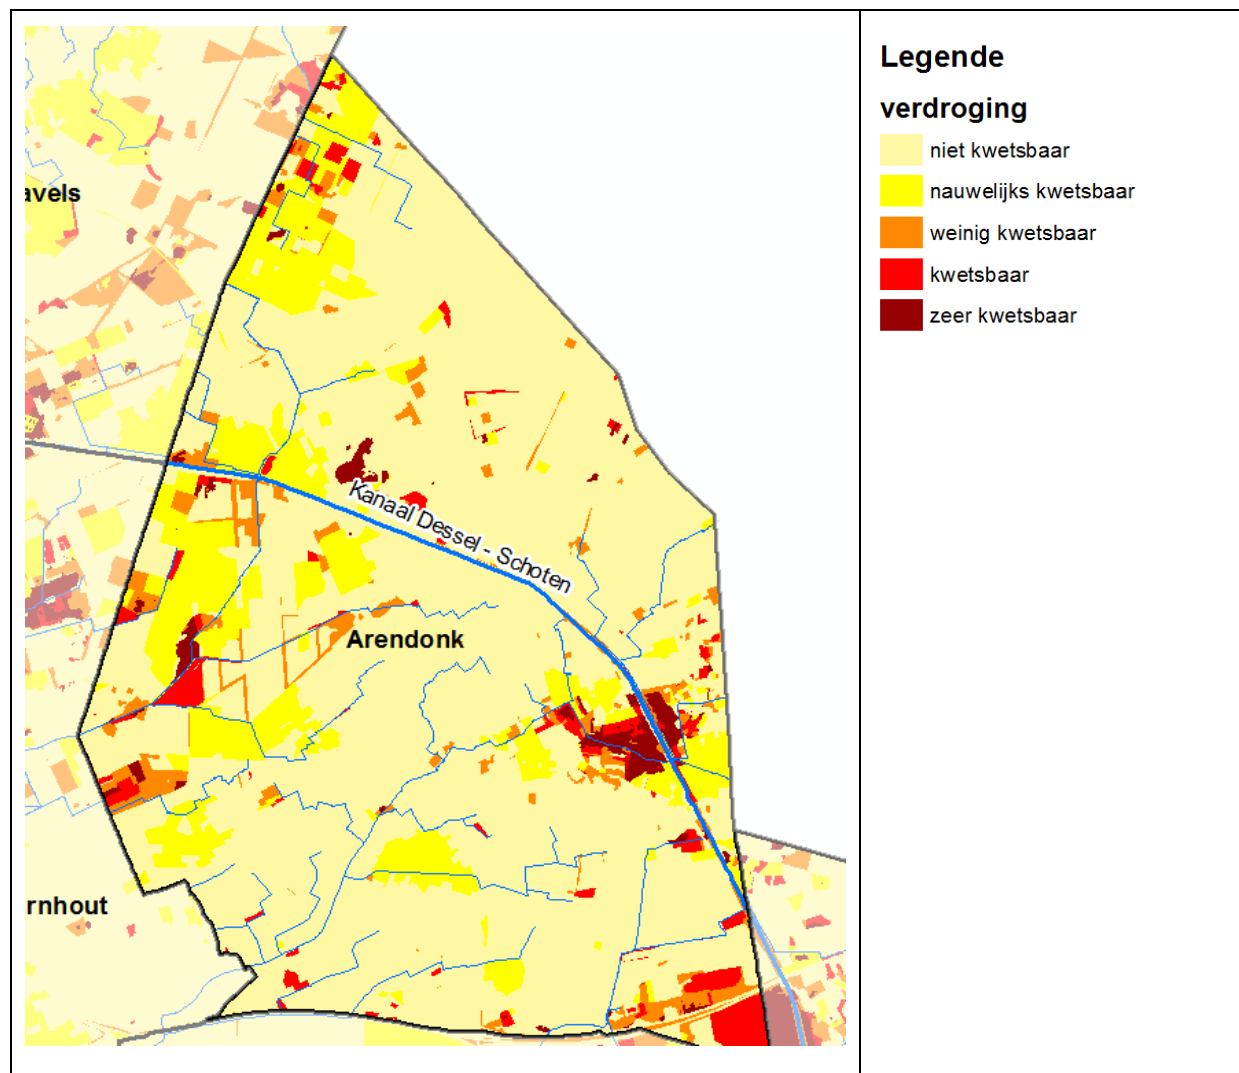 Legende
verdroging
niet kwetsbaar
nauwelijks kwetsbaar
weinig kwetsbaar
kwetsbaar
zeer kwetsbaar
avels
Kanaal Dessel - Schoten
Arendonk
rnhout